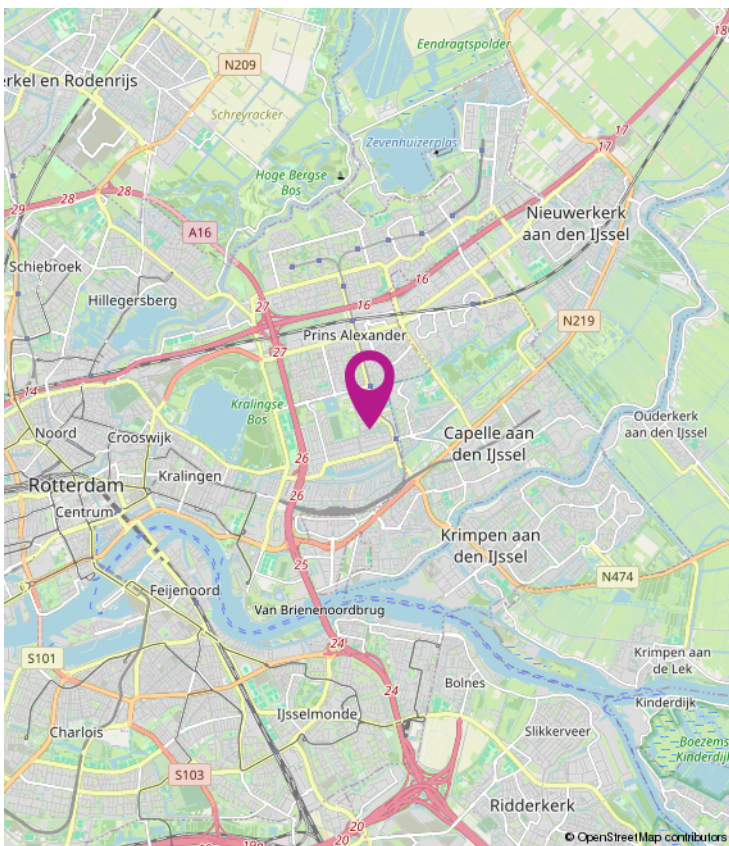 Eendragtspolder
18
N209
erkel en Rodenrijs
Schreyracker
Zevenhuizerplas
17
17
Hoge Bergse
Bos
28
28
29
Nieuwerkerk
aan den IJssel
A16
Schiebroek
16
Hillegersberg
27
16
N219
Prins Alexander
27
14
Kralingse
Bos
Ouderkerk
aan den IJssel
Noord
Crooswijk
Capelle aan
den IJssel
26
Kralingen
Rotterdam
26
Centrum
Krimpen aan
den IJssel
25
N474
Feijenoord
Van Brienenoordbrug
24
S101
Krimpen aan
de Lek
24
Bolnes
Kinderdijk
IJsselmonde
Charlois
Slikkerveer
Boezems
Kinderdijk
S103
Ridderkerk
20
20
19a
© OpenStreetMap contributors